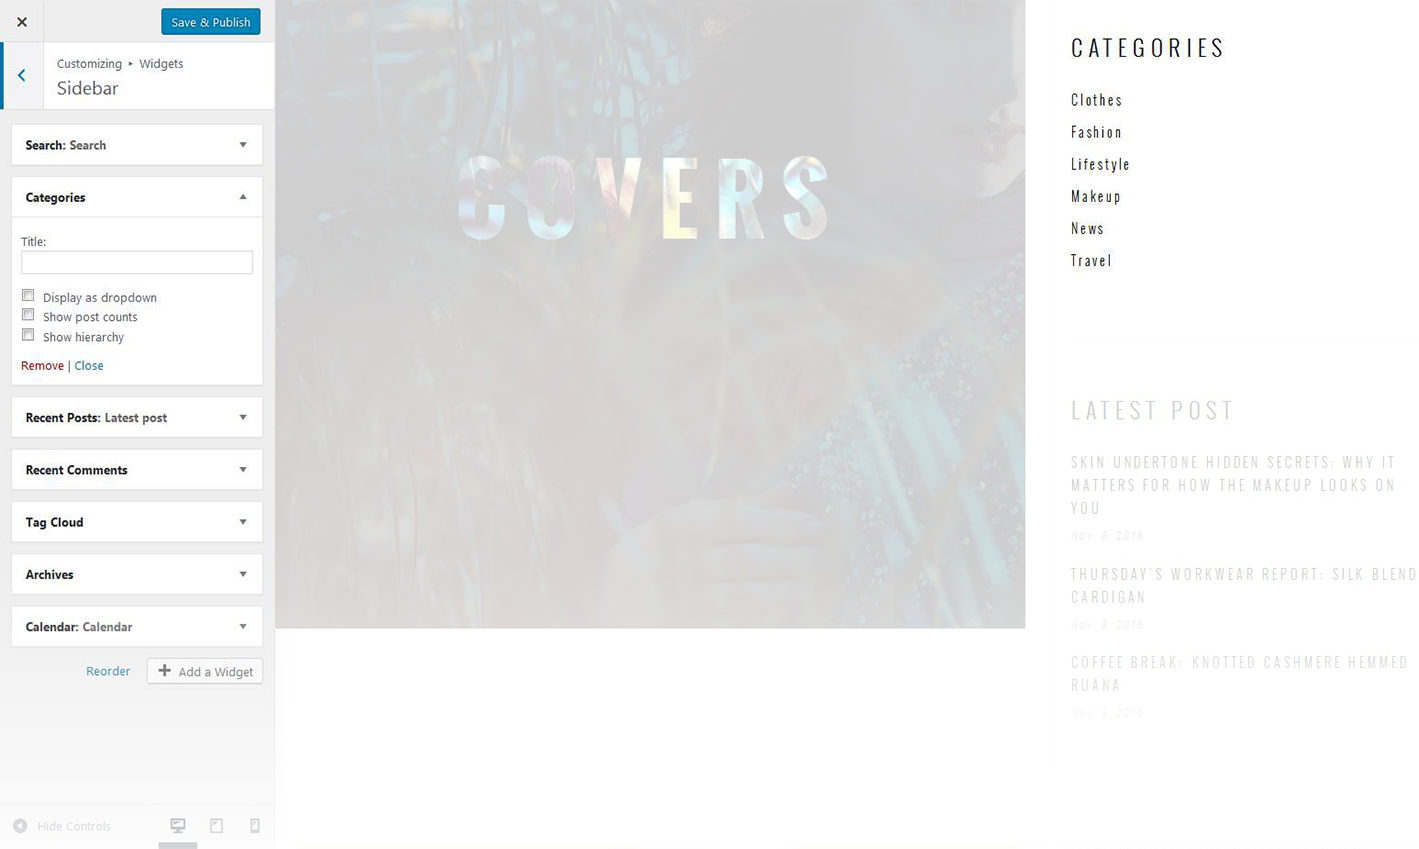 Save & Publish
Customizing ▸ Widgets
Sidebar
Search: Search
Categories
Title:
Display as dropdown
Show post counts
Show hierarchy
Remove | Close
Recent Posts: Latest post
Recent Comments
Tag Cloud
Archives
Calendar: Calendar
Reorder
Add a Widget
Hide Controls
COVERS
CATEGORIES
Clothes
Fashion
Lifestyle
Makeup
News
Travel
LATEST POST
SKIN UNDERTONE HIDDEN SECRETS: WHY IT
MATTERS FOR HOW THE MAKEUP LOOKS ON
YOU
Nov. 8, 2016
THURSDAY'S WORKWEAR REPORT: SILK BLEND
CARDIGAN
Nov. 8, 2016
COFFEE BREAK: KNOTTED CASHMERE HEMMED
RUANA
Nov. 8, 2016